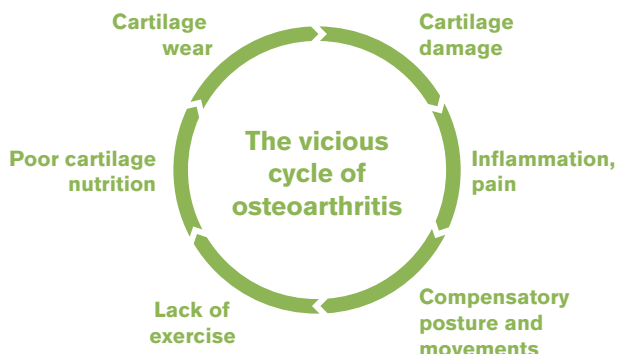 Cartilage
wear
Cartilage
damage
The vicious
cycle of
osteoarthritis
Poor cartilage
nutrition
Inflammation,
pain
Lack of
exercise
Compensatory
posture and
movements